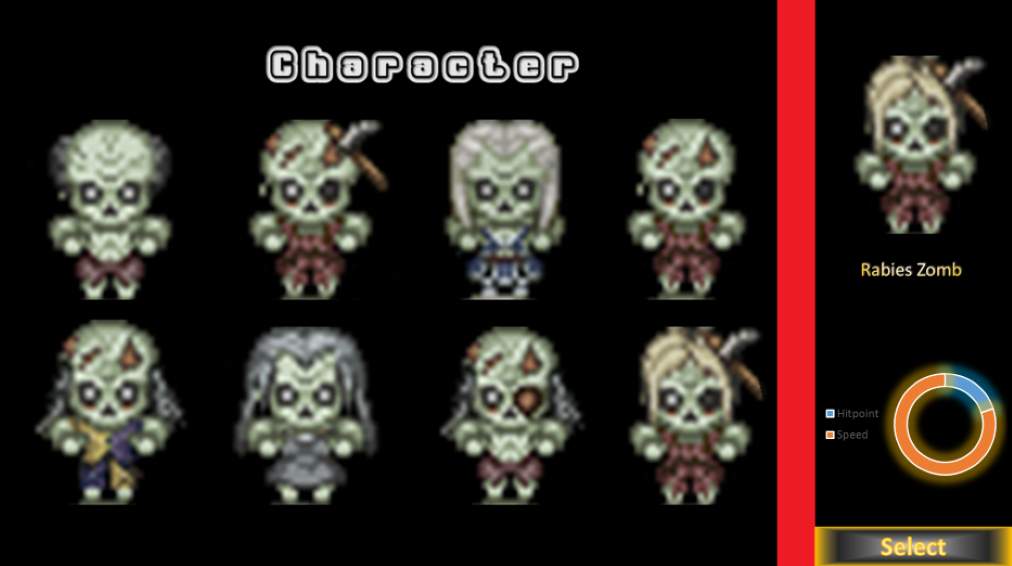 Character
Rabies Zomb
Hitpoint
Speed
Select